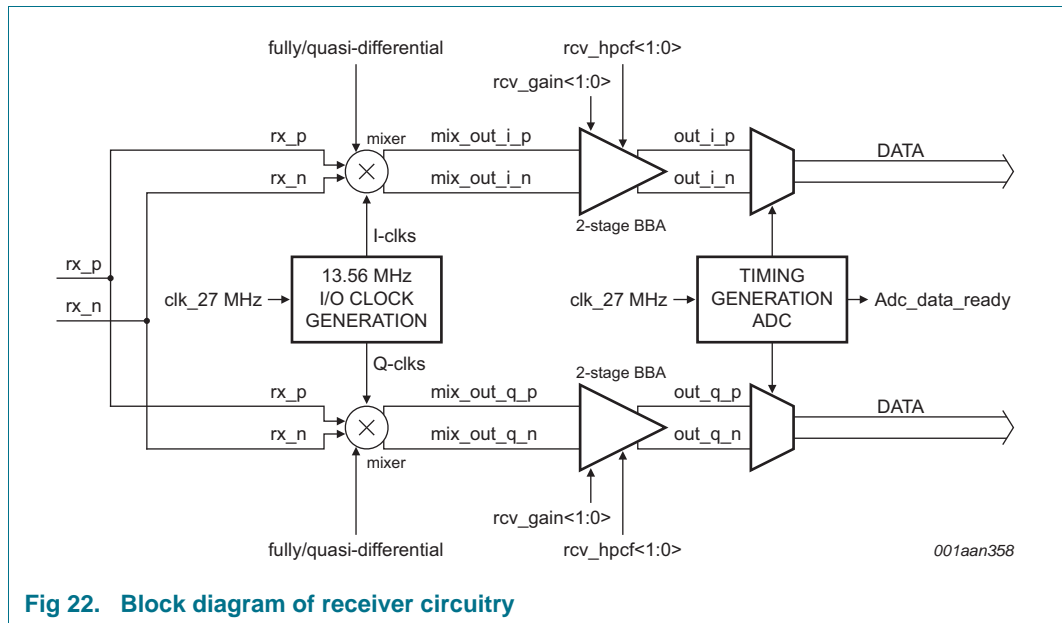 fully/quasi-differential
rcv_hpcf<1:0>
rcv_gain<1:0>
rx_p
mixer
mix_out_i_p
out_i_p
DATA
rx_n
mix_out_i_n
out_i_n
2-stage BBA
I-clks
rx_p
rx_n
clk_27 MHz
13.56 MHz
I/O CLOCK
GENERATION
clk_27 MHz
TIMING
GENERATION
ADC
Adc_data_ready
Q-clks
2-stage BBA
rx_p
mix_out_q_p
out_q_p
DATA
rx_n
mix_out_q_n
out_q_n
mixer
rcv_gain<1:0>
fully/quasi-differential
rcv_hpcf<1:0>
001aan358
Fig 22. Block diagram of receiver circuitry